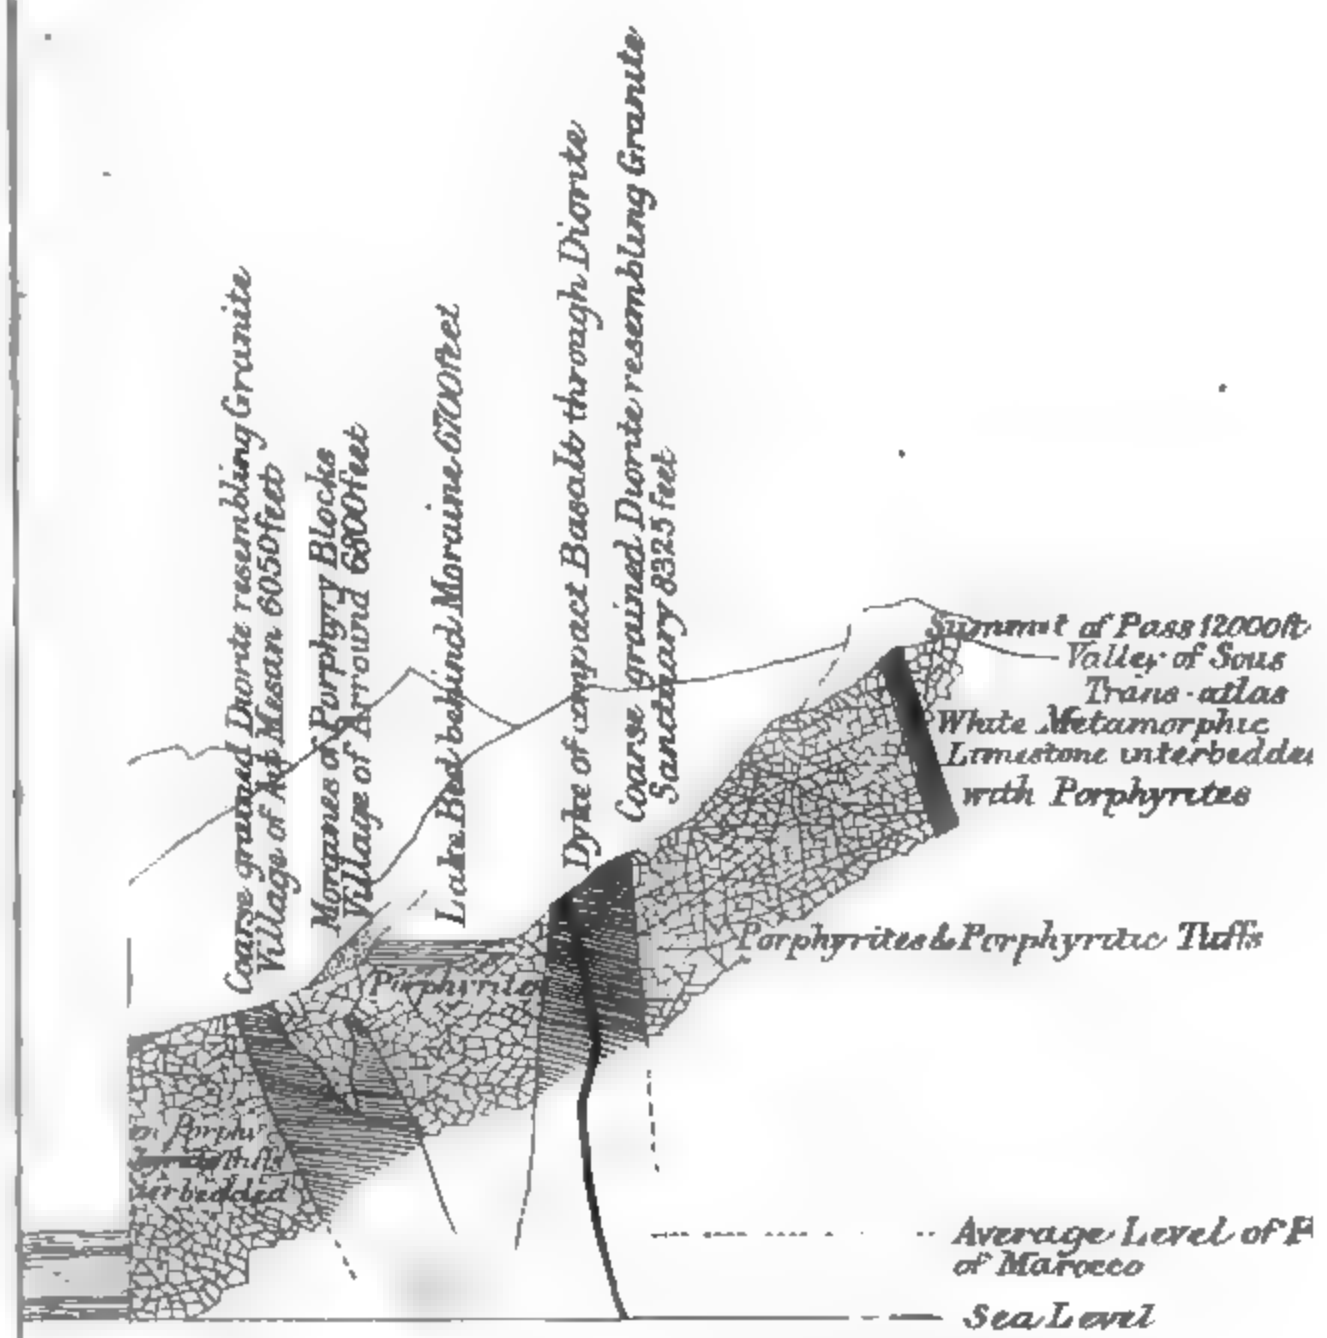 Coarse grained Diorite resembling Granite
Village of Ait Mesan 6050 feet
Moraines of Porphyry Blocks
Village of Arround 6800 feet
Lake Bed behind Moraine 6700 feet
Dyke of compact Basalt through Diorite
Coarse grained Diorite resembling Granite
Sanctuary 8325 feet
Summit of Pass 12000 ft
Valley of Sous
Trans-atlas
White Metamorphic
Limestone interbedded
with Porphyrites
Porphyrites & Porphyritic Tuffs
Porphyrites
Porphy
tuffs
erbedded
Average Level of P
of Marocco
Sea Level